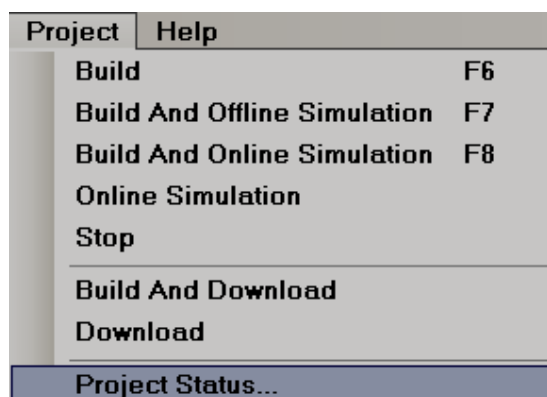 Project Help
Build F6
Build And Offline Simulation F7
Build And Online Simulation F8
Online Simulation
Stop
Build And Download
Download
Project Status...